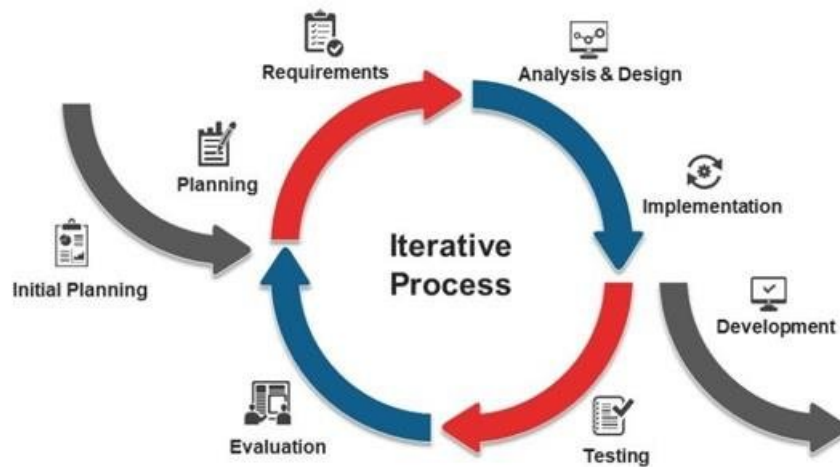 Requirements
Analysis & Design
Planning
Implementation
Iterative
Process
Initial Planning
Development
Evaluation
Testing